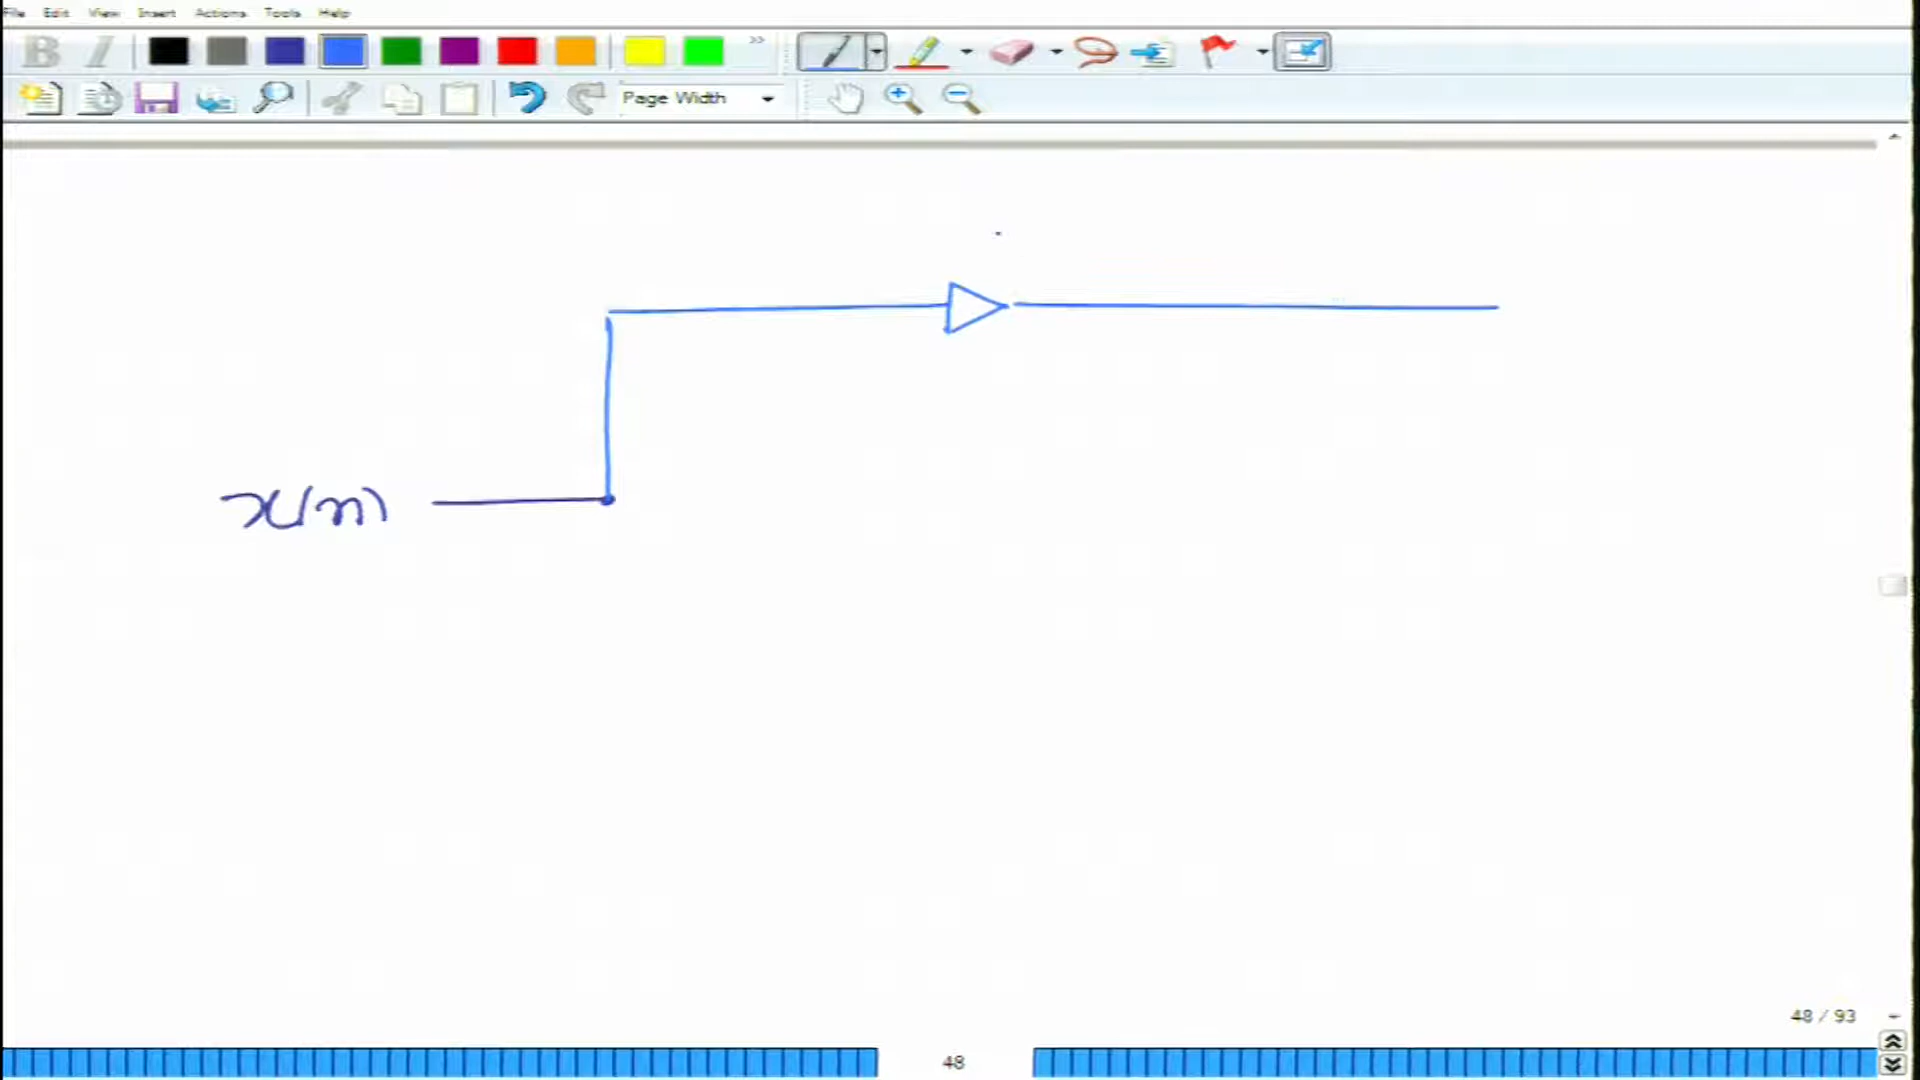 File Edit View Insert Actions Tools Help
B I
Page Width
x(n)
48 / 93
48